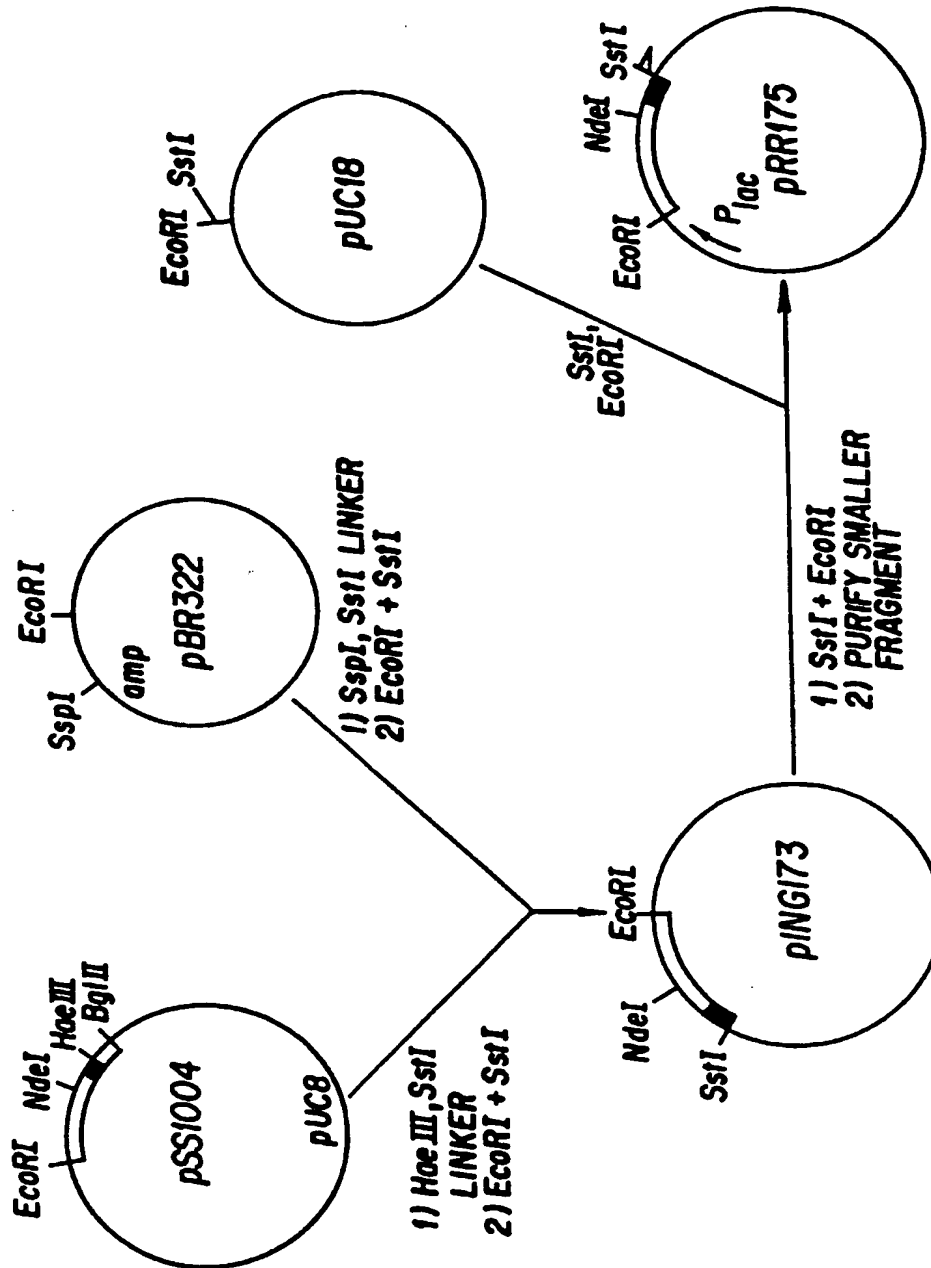 EcoRI
NdeI
HaeIII
BglII
pSS1004
pUC8
1) HaeIII, SstI
LINKER
2) EcoRI + SstI
SspI
EcoRI
amp
pBR322
1) SspI, SstI LINKER
2) EcoRI + SstI
EcoRI
SstI
pUC18
SstI,
EcoRI
EcoRI
NdeI
SstI
pING173
1) SstI + EcoRI
2) PURIFY SMALLER
FRAGMENT
EcoRI
NdeI
SstI
Plac
pRR175